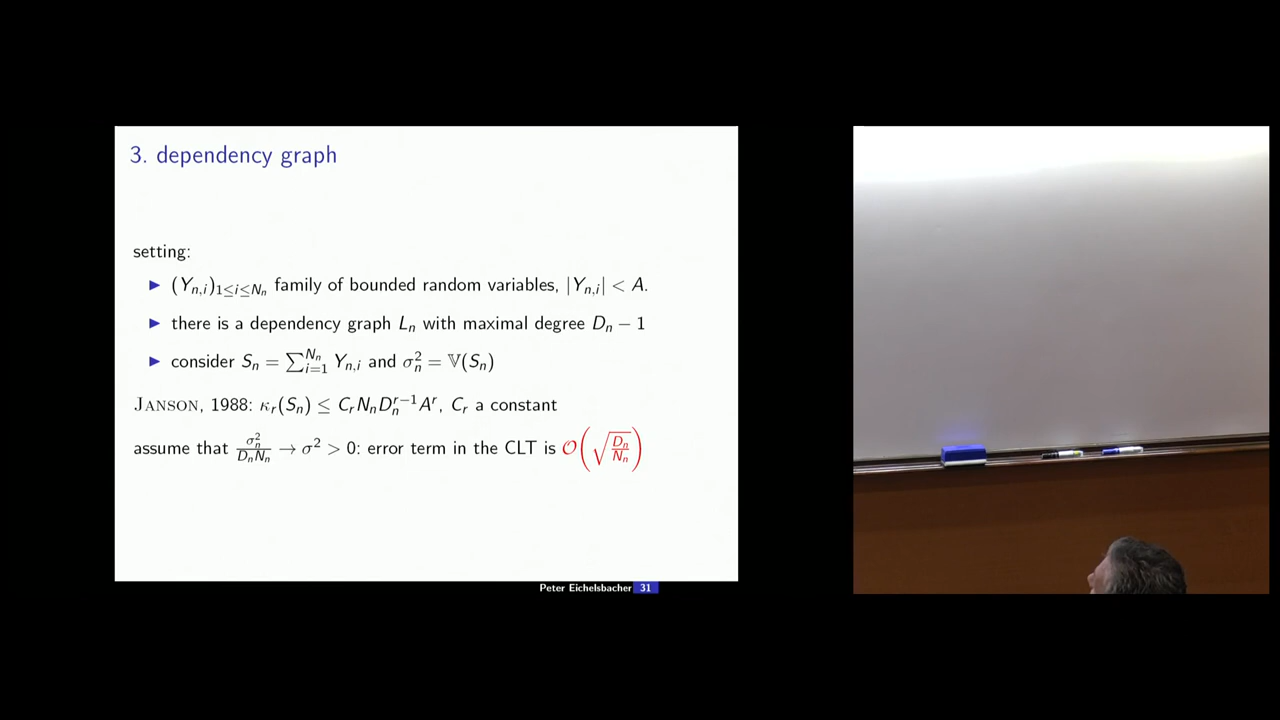 3. dependency graph
setting:
▶ (Y_{n,i})_{1≤i≤N_n} family of bounded random variables, |Y_{n,i}| < A.
▶ there is a dependency graph L_n with maximal degree D_n − 1
▶ consider S_n = ∑_{i=1}^{N_n} Y_{n,i} and σ_n^2 = 𝕍(S_n)
JANSON, 1988: κ_r(S_n) ≤ C_r N_n D_n^{r−1} A^r, C_r a constant
assume that \frac{σ_n^2}{D_n N_n} → σ^2 > 0: error term in the CLT is 𝒪(\sqrt{\frac{D_n}{N_n}})
Peter Eichelsbacher 31